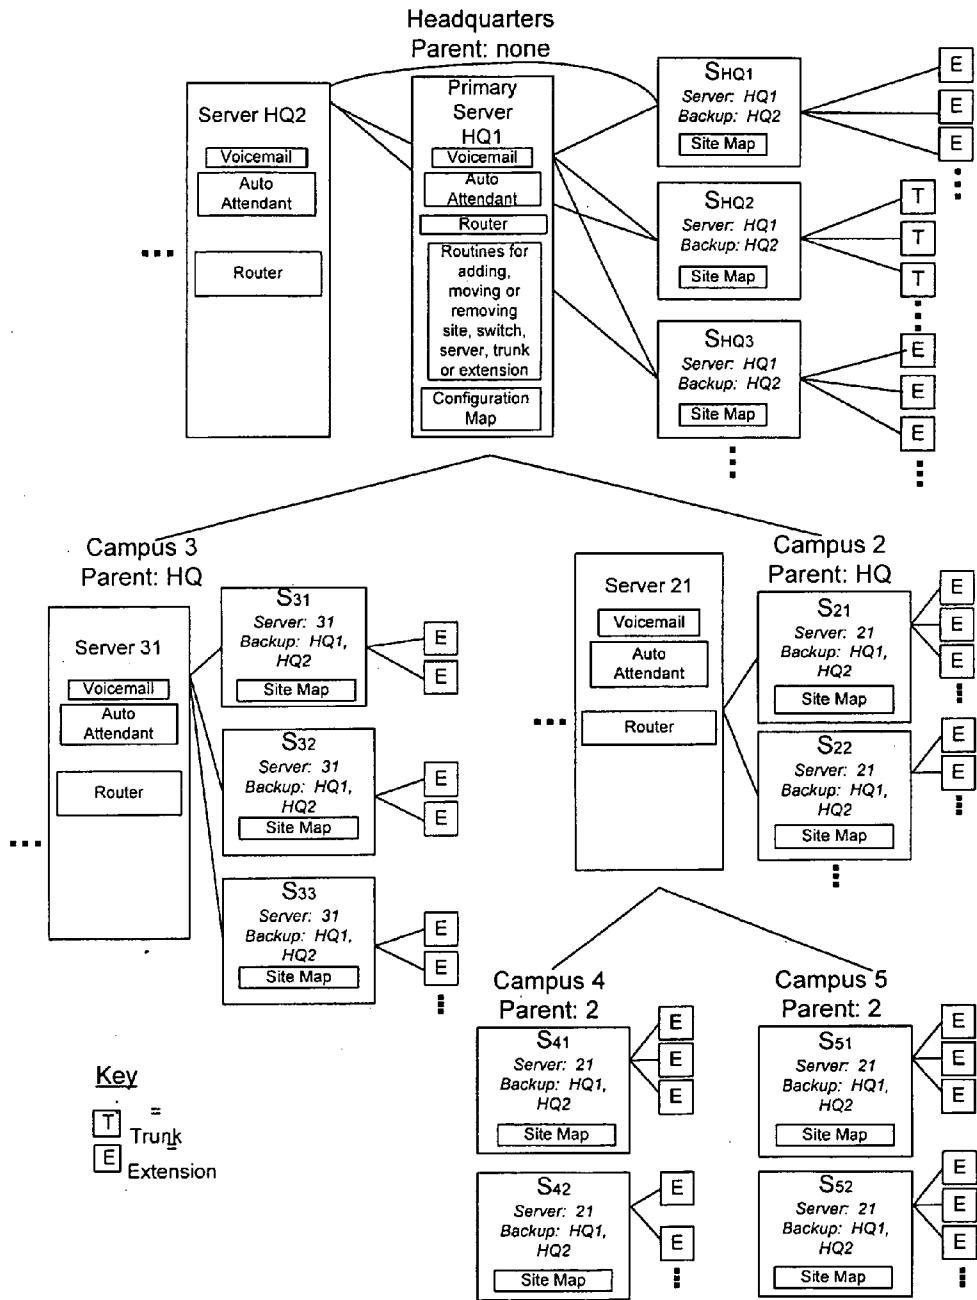 Headquarters
Parent: none
Server HQ2
Voicemail
Auto
Attendant
Router
Primary
Server
HQ1
Voicemail
Auto
Attendant
Router
Routines for
adding,
moving or
removing
site, switch,
server, trunk
or extension
Configuration
Map
SHQ1
Server: HQ1
Backup: HQ2
Site Map
E
E
E
SHQ2
Server: HQ1
Backup: HQ2
Site Map
T
T
T
SHQ3
Server: HQ1
Backup: HQ2
Site Map
E
E
E
Campus 3
Parent: HQ
Server 31
Voicemail
Auto
Attendant
Router
S31
Server: 31
Backup: HQ1,
HQ2
Site Map
E
E
S32
Server: 31
Backup: HQ1,
HQ2
Site Map
E
E
S33
Server: 31
Backup: HQ1,
HQ2
Site Map
E
E
Campus 2
Parent: HQ
Server 21
Voicemail
Auto
Attendant
Router
S21
Server: 21
Backup: HQ1,
HQ2
Site Map
E
E
E
S22
Server: 21
Backup: HQ1,
HQ2
Site Map
E
E
Campus 4
Parent: 2
S41
Server: 21
Backup: HQ1,
HQ2
Site Map
E
E
E
S42
Server: 21
Backup: HQ1,
HQ2
Site Map
E
E
Campus 5
Parent: 2
S51
Server: 21
Backup: HQ1,
HQ2
Site Map
E
E
E
S52
Server: 21
Backup: HQ1,
HQ2
Site Map
E
E
E
Key
T Trunk
E Extension